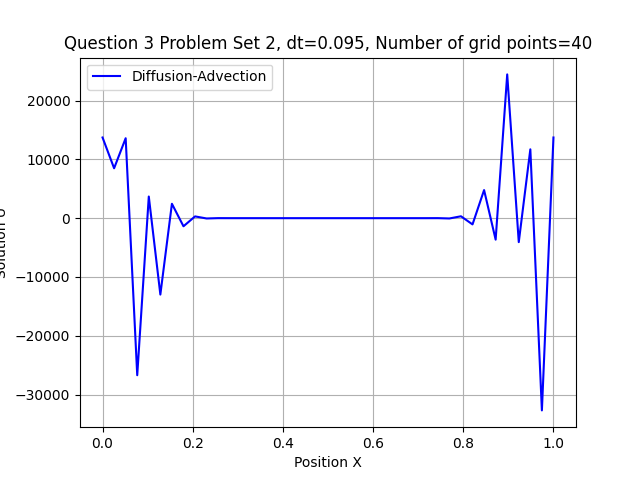 Question 3 Problem Set 2, dt=0.095, Number of grid points=40
Diffusion-Advection
20000
10000
0
−10000
−20000
−30000
Solution U
0.0 0.2 0.4 0.6 0.8 1.0
Position X